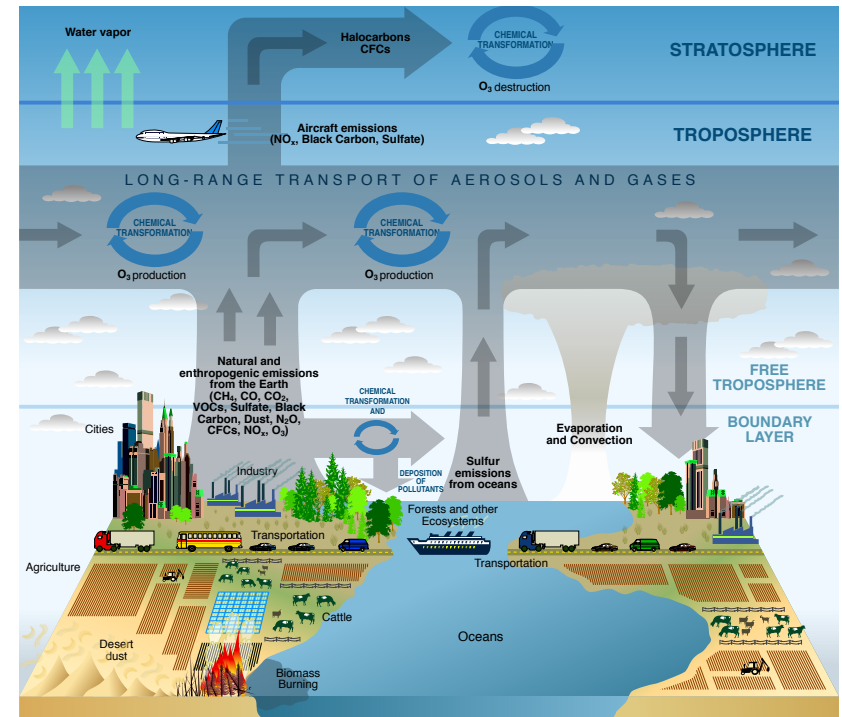 Water vapor
Halocarbons
CFCs
CHEMICAL
TRANSFORMATION
O3 destruction
STRATOSPHERE
Aircraft emissions
(NOx, Black Carbon, Sulfate)
TROPOSPHERE
LONG-RANGE TRANSPORT OF AEROSOLS AND GASES
CHEMICAL
TRANSFORMATION
O3 production
CHEMICAL
TRANSFORMATION
O3 production
Natural and
enthropogenic emissions
from the Earth
(CH4, CO, CO2,
VOCs, Sulfate, Black
Carbon, Dust, N2O,
CFCs, NOx, O3)
CHEMICAL
TRANSFORMATION
AND
DEPOSITION
OF
POLLUTANTS
FREE
TROPOSPHERE
BOUNDARY
LAYER
Cities
Industry
Sulfur
emissions
from oceans
Evaporation
and Convection
Forests and other
Ecosystems
Transportation
Transportation
Agriculture
Cattle
Desert
dust
Oceans
Biomass
Burning